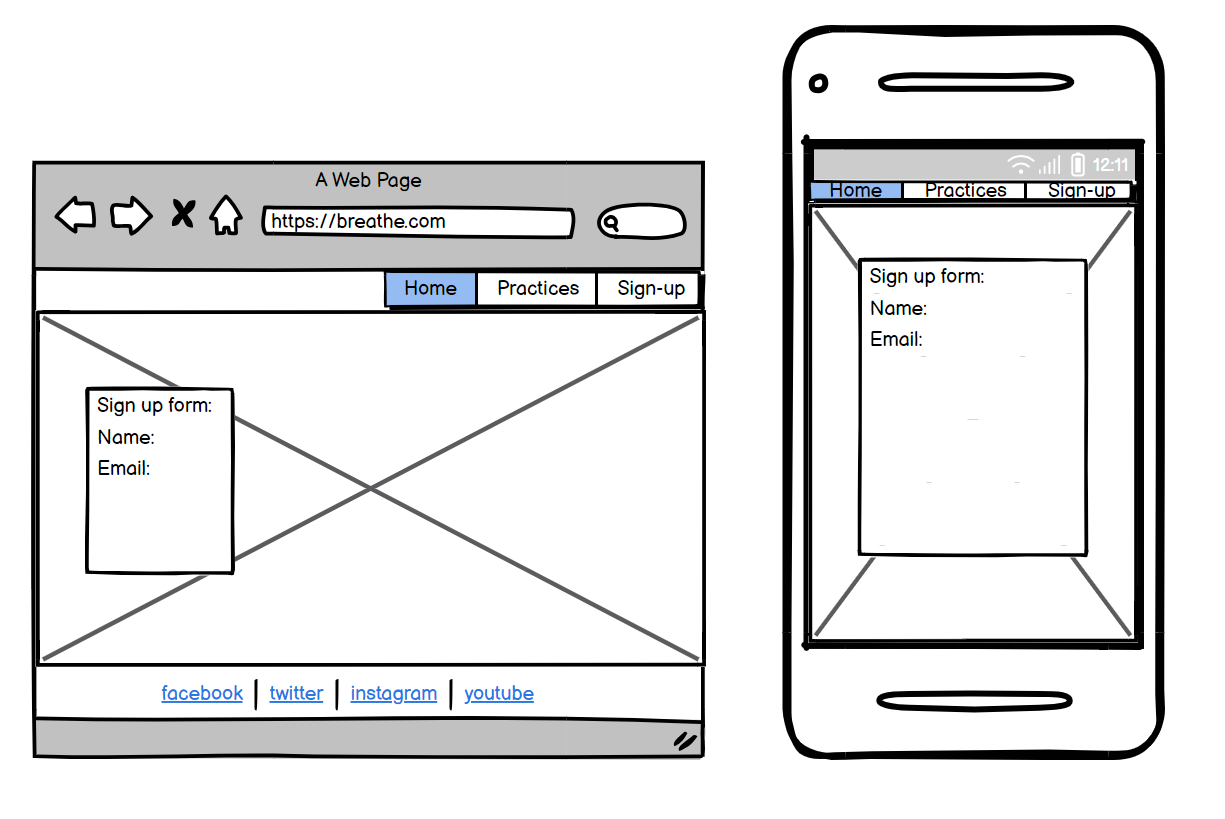 A Web Page
https://breathe.com
Home Practices Sign-up
Sign up form:
Name:
Email:
facebook | twitter | instagram | youtube
12:11
Home Practices Sign-up
Sign up form:
Name:
Email: